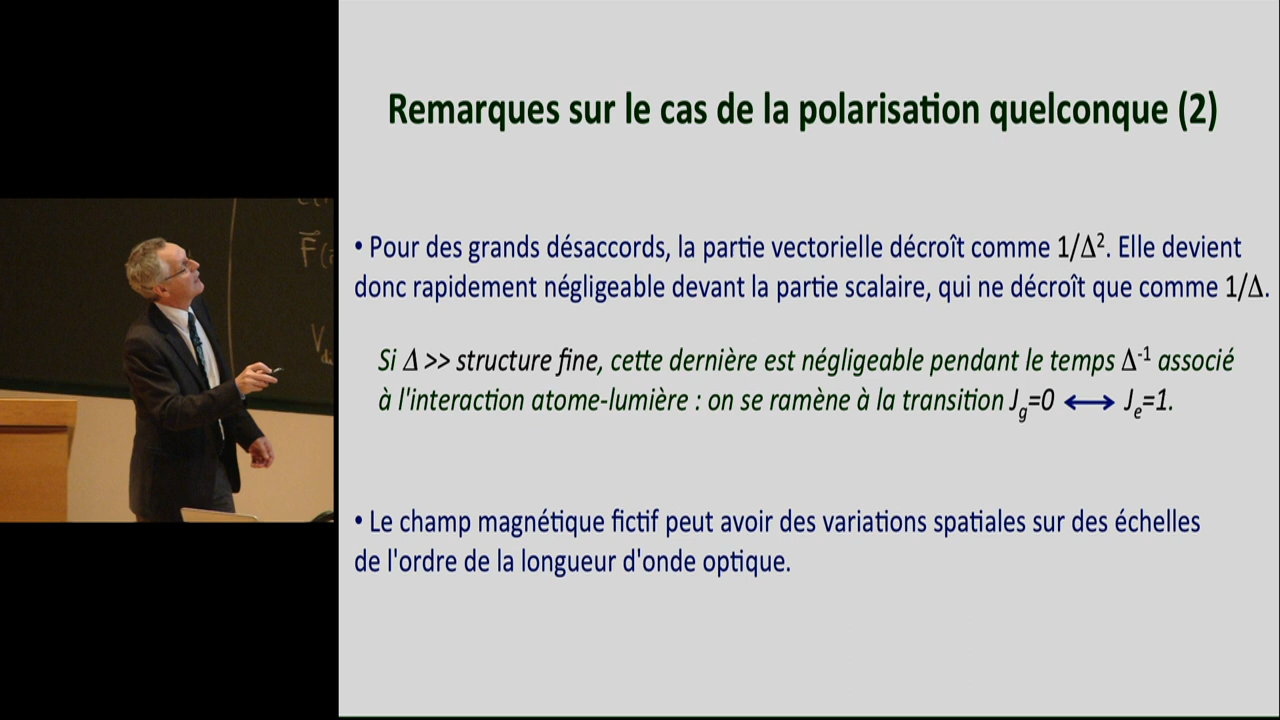 Remarques sur le cas de la polarisation quelconque (2)
• Pour des grands désaccords, la partie vectorielle décroît comme 1/Δ². Elle devient
donc rapidement négligeable devant la partie scalaire, qui ne décroît que comme 1/Δ.
Si Δ >> structure fine, cette dernière est négligeable pendant le temps Δ⁻¹ associé
à l'interaction atome-lumière : on se ramène à la transition J_g=0 ⟷ J_e=1.
• Le champ magnétique fictif peut avoir des variations spatiales sur des échelles
de l'ordre de la longueur d'onde optique.